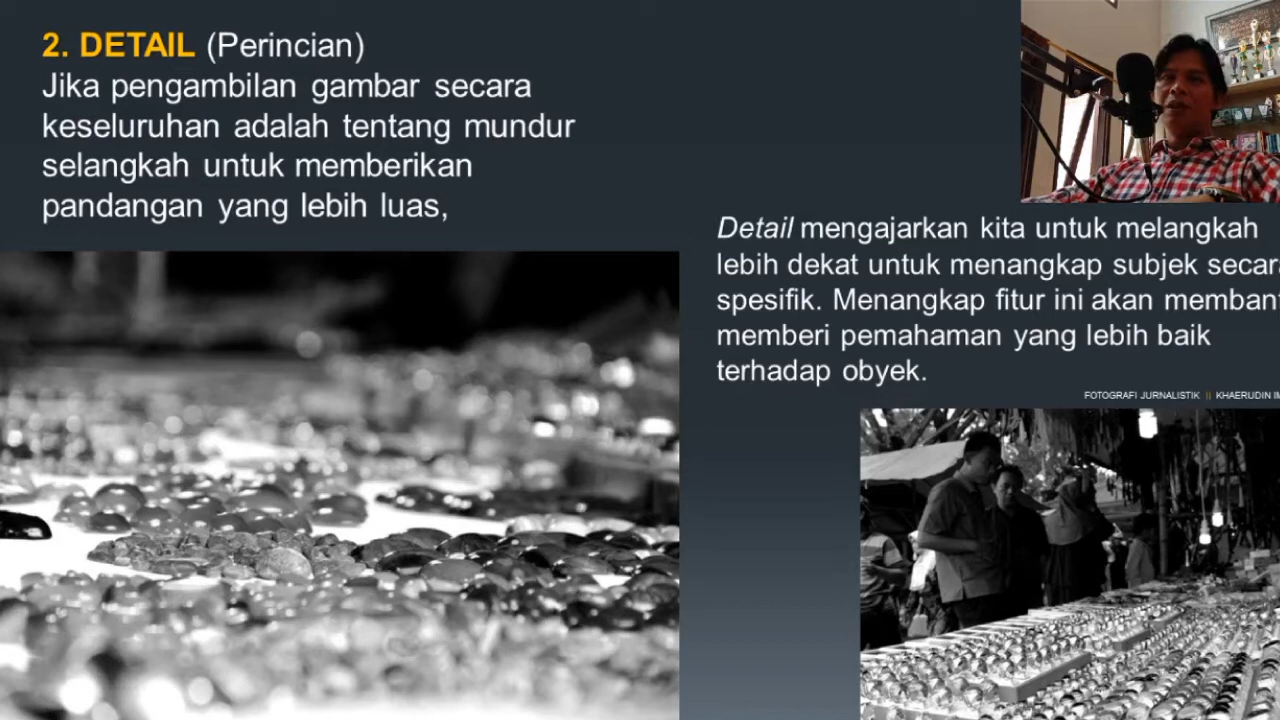 2. DETAIL (Perincian)
Jika pengambilan gambar secara
keseluruhan adalah tentang mundur
selangkah untuk memberikan
pandangan yang lebih luas,
Detail mengajarkan kita untuk melangkah
lebih dekat untuk menangkap subjek
spesifik. Menangkap fitur ini akan
memberi pemahaman yang lebih baik
terhadap obyek.
FOTOGRAFI JURNALISTIK || KHAERUDIN